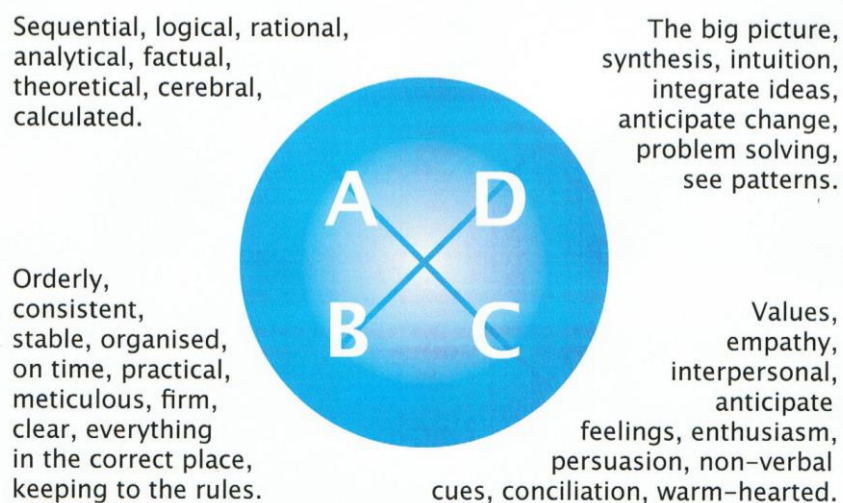 Sequential, logical, rational,
analytical, factual,
theoretical, cerebral,
calculated.
The big picture,
synthesis, intuition,
integrate ideas,
anticipate change,
problem solving,
see patterns.
A
D
B
C
Orderly,
consistent,
stable, organised,
on time, practical,
meticulous, firm,
clear, everything
in the correct place,
keeping to the rules.
Values,
empathy,
interpersonal,
anticipate
feelings, enthusiasm,
persuasion, non-verbal
cues, conciliation, warm-hearted.